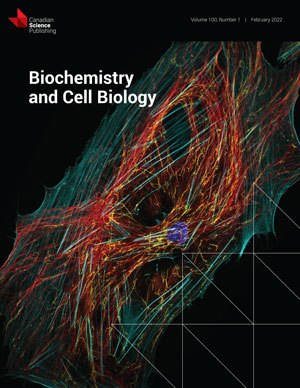 Canadian
Science
Publishing
Volume 100, Number 1 | February 2022
Biochemistry
and Cell Biology